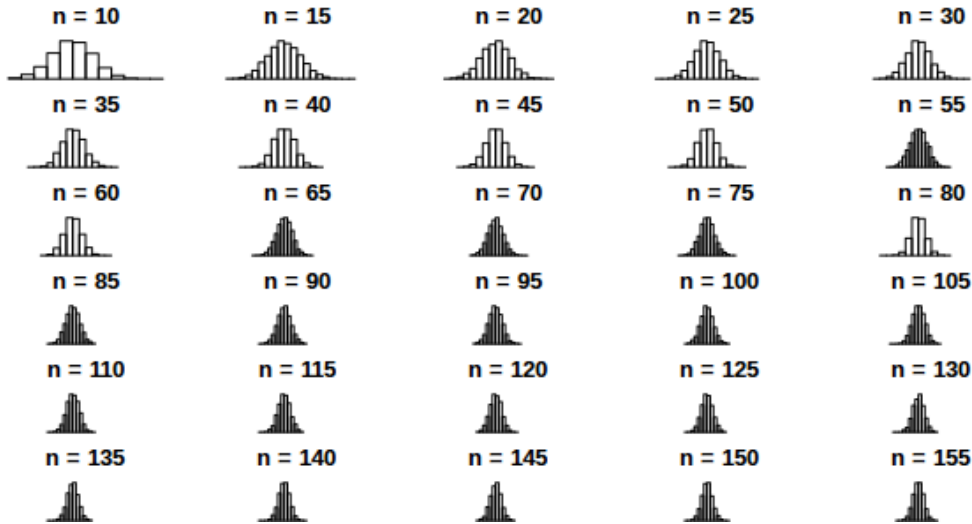 n = 10 n = 15 n = 20 n = 25 n = 30
n = 35 n = 40 n = 45 n = 50 n = 55
n = 60 n = 65 n = 70 n = 75 n = 80
n = 85 n = 90 n = 95 n = 100 n = 105
n = 110 n = 115 n = 120 n = 125 n = 130
n = 135 n = 140 n = 145 n = 150 n = 155